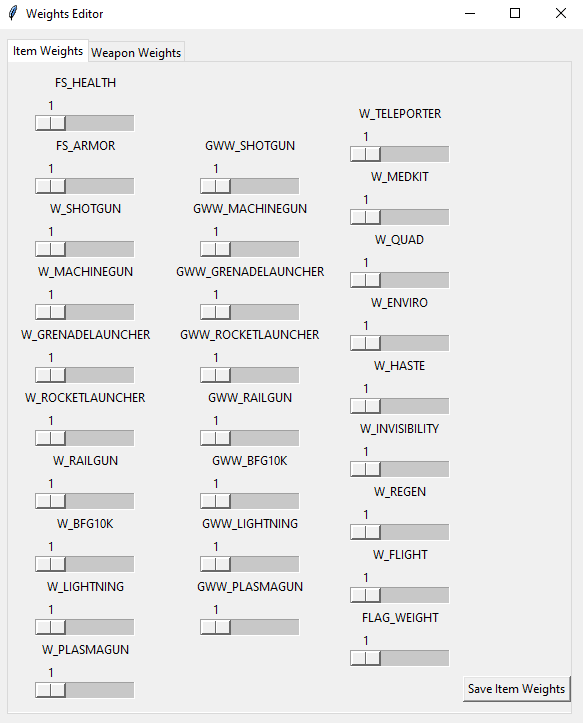 Weights Editor
Item Weights
Weapon Weights
FS_HEALTH
1
FS_ARMOR
1
W_SHOTGUN
1
W_MACHINEGUN
1
W_GRENADELAUNCHER
1
W_ROCKETLAUNCHER
1
W_RAILGUN
1
W_BFG10K
1
W_LIGHTNING
1
W_PLASMAGUN
1
GWW_SHOTGUN
1
GWW_MACHINEGUN
1
GWW_GRENADELAUNCHER
1
GWW_ROCKETLAUNCHER
1
GWW_RAILGUN
1
GWW_BFG10K
1
GWW_LIGHTNING
1
GWW_PLASMAGUN
1
W_TELEPORTER
1
W_MEDKIT
1
W_QUAD
1
W_ENVIRO
1
W_HASTE
1
W_INVISIBILITY
1
W_REGEN
1
W_FLIGHT
1
FLAG_WEIGHT
1
Save Item Weights